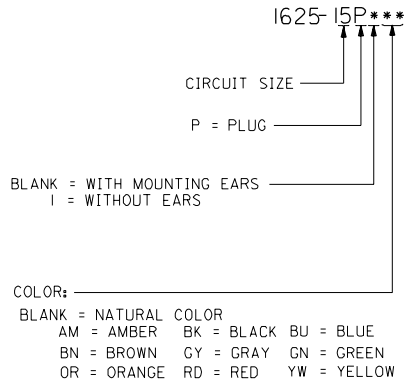 1625-15P***
CIRCUIT SIZE
P = PLUG
BLANK = WITH MOUNTING EARS
1 = WITHOUT EARS
COLOR:
BLANK = NATURAL COLOR
AM = AMBER BK = BLACK BU = BLUE
BN = BROWN GY = GRAY GN = GREEN
OR = ORANGE RD = RED YW = YELLOW